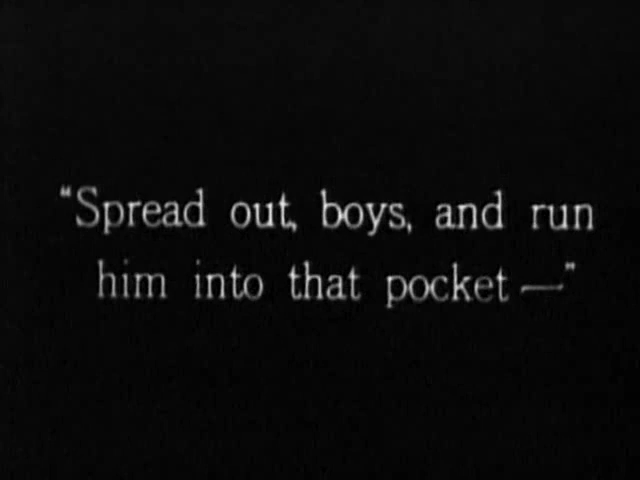 “Spread out, boys, and run
him into that pocket —”